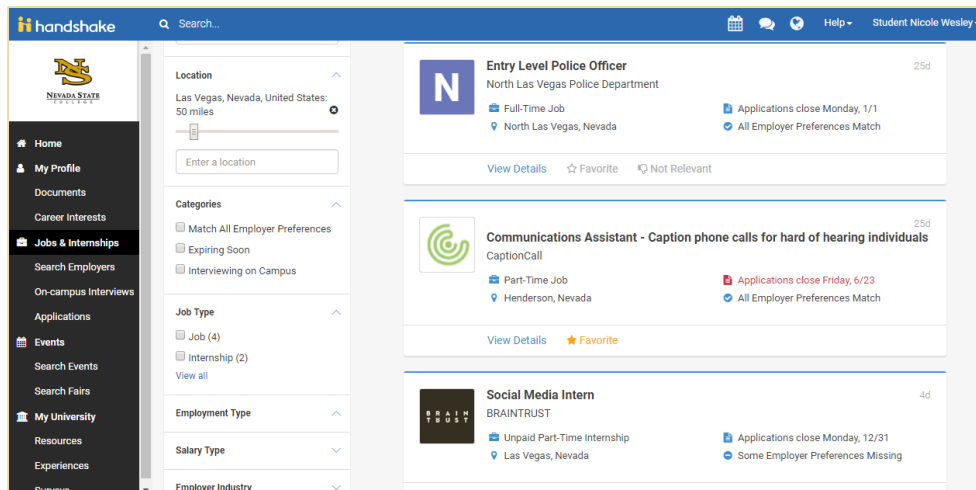 handshake
Search...
Help
Student Nicole Wesley
NEVADA STATE
COLLEGE
Home
My Profile
Documents
Career Interests
Jobs & Internships
Search Employers
On-campus Interviews
Applications
Events
Search Events
Search Fairs
My University
Resources
Experiences
Surveys
Location
Las Vegas, Nevada, United States:
50 miles
Enter a location
Categories
Match All Employer Preferences
Expiring Soon
Interviewing on Campus
Job Type
Job (4)
Internship (2)
View all
Employment Type
Salary Type
Employer Industry
N
Entry Level Police Officer
25d
North Las Vegas Police Department
Full-Time Job
Applications close Monday, 1/1
North Las Vegas, Nevada
All Employer Preferences Match
View Details
Favorite
Not Relevant
25d
Communications Assistant - Caption phone calls for hard of hearing individuals
CaptionCall
Part-Time Job
Applications close Friday, 6/23
Henderson, Nevada
All Employer Preferences Match
View Details
Favorite
BRAIN
TRUST
Social Media Intern
4d
BRAINTRUST
Unpaid Part-Time Internship
Applications close Monday, 12/31
Las Vegas, Nevada
Some Employer Preferences Missing